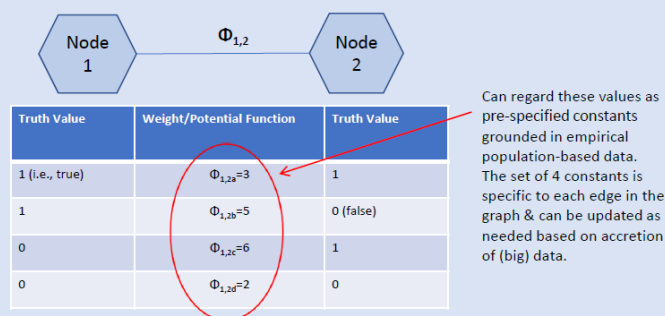 Node
1
Φ1,2
Node
2
Truth Value Weight/Potential Function Truth Value
1 (i.e., true) Φ1,2a=3 1
1 Φ1,2b=5 0 (false)
0 Φ1,2c=6 1
0 Φ1,2d=2 0
Can regard these values as
pre-specified constants
grounded in empirical
population-based data.
The set of 4 constants is
specific to each edge in the
graph & can be updated as
needed based on accretion
of (big) data.